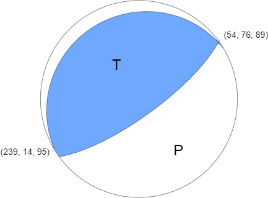 (54, 76, 89)
T
P
(239, 14, 95)